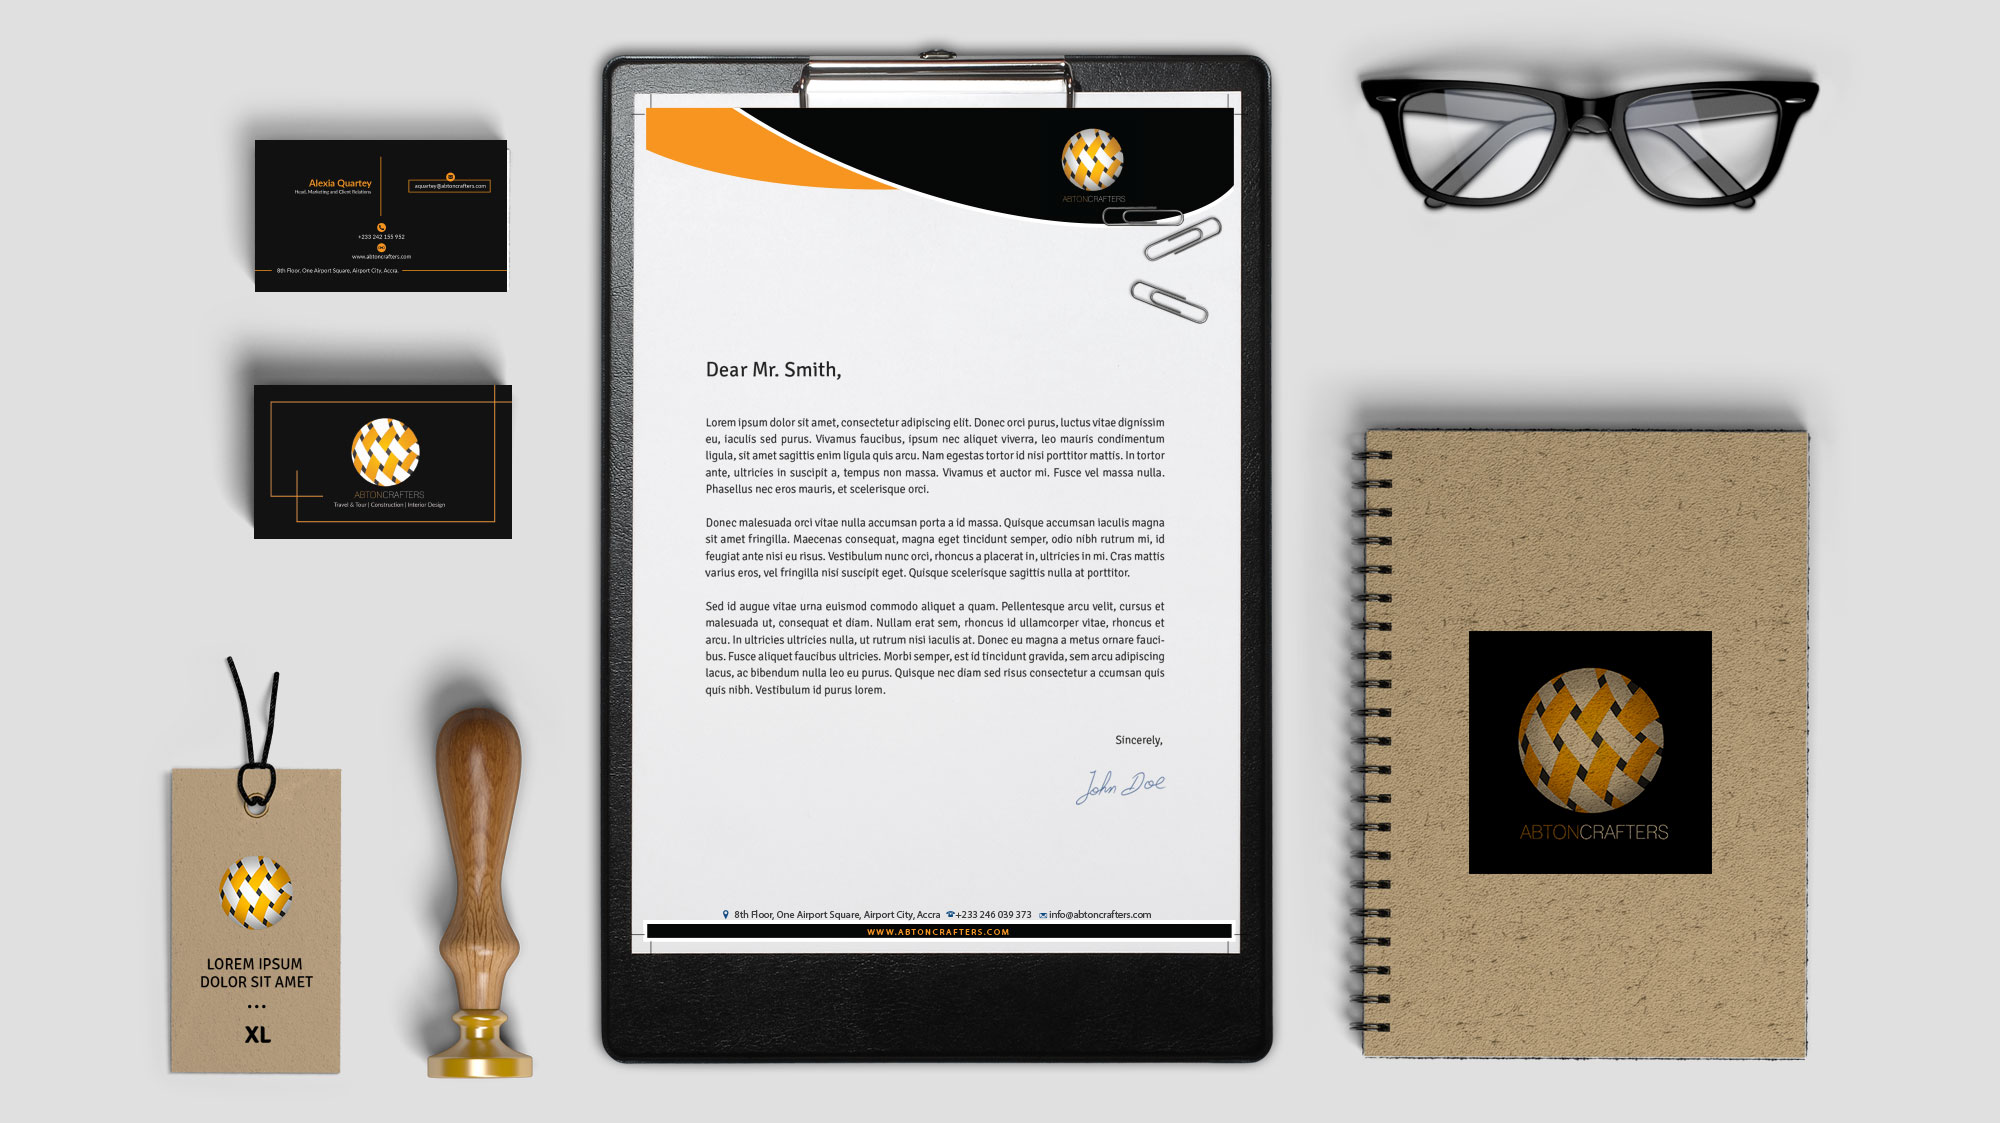 Alexia Quartey
Head, Marketing and Client Relations
aquartey@abtoncrafters.com
+233 242 155 952
www.abtoncrafters.com
8th Floor, One Airport Square, Airport City, Accra.
ABTONCRAFTERS
Travel & Tour | Construction | Interior Design
LOREM IPSUM
DOLOR SIT AMET
...
XL
ABTONCRAFTERS
Dear Mr. Smith,
Lorem ipsum dolor sit amet, consectetur adipiscing elit. Donec orci purus, luctus vitae dignissim
eu, iaculis sed purus. Vivamus faucibus, ipsum nec aliquet viverra, leo mauris condimentum
ligula, sit amet sagittis enim ligula quis arcu. Nam egestas tortor id nisi porttitor mattis. In tortor
ante, ultricies in suscipit a, tempus non massa. Vivamus et auctor mi. Fusce vel massa nulla.
Phasellus nec eros mauris, et scelerisque orci.
Donec malesuada orci vitae nulla accumsan porta a id massa. Quisque accumsan iaculis magna
sit amet fringilla. Maecenas consequat, magna eget tincidunt semper, odio nibh rutrum mi, id
feugiat ante nisi eu risus. Vestibulum nunc orci, rhoncus a placerat in, ultricies in mi. Cras mattis
varius eros, vel fringilla nisi suscipit eget. Quisque scelerisque sagittis nulla at porttitor.
Sed id augue vitae urna euismod commodo aliquet a quam. Pellentesque arcu velit, cursus et
malesuada ut, consequat et diam. Nullam erat sem, rhoncus id ullamcorper vitae, rhoncus et
arcu. In ultricies ultricies nulla, ut rutrum nisi iaculis at. Donec eu magna a metus ornare fauci-
bus. Fusce aliquet faucibus ultricies. Morbi semper, est id tincidunt gravida, sem arcu adipiscing
lacus, ac bibendum nulla leo eu purus. Quisque nec diam sed risus consectetur a ccumsan quis
quis nibh. Vestibulum id purus lorem.
Sincerely,
John Doe
8th Floor, One Airport Square, Airport City, Accra +233 246 039 373 info@abtoncrafters.com
WWW.ABTONCRAFTERS.COM
ABTONCRAFTERS